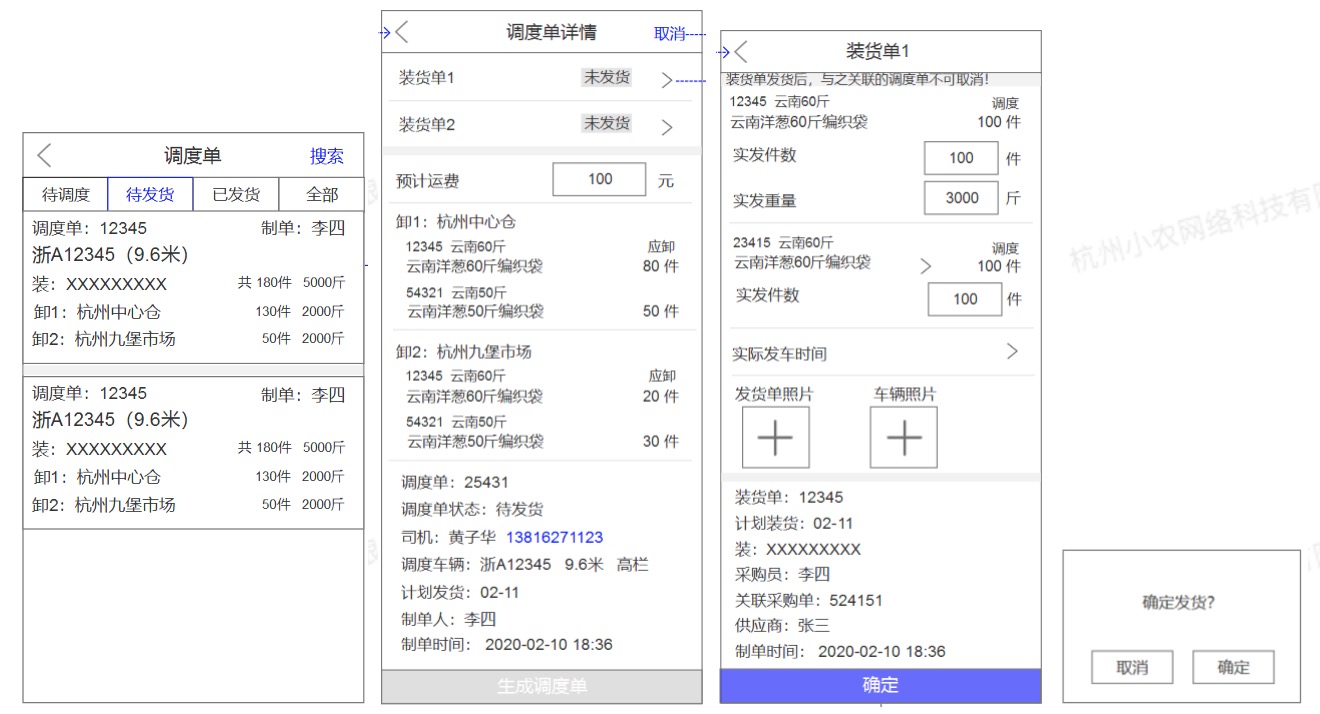 调度单
搜索
待调度
待发货
已发货
全部
调度单：12345
制单：李四
浙A12345（9.6米）
装：XXXXXXXXX
共 180件 5000斤
卸1：杭州中心仓
130件 2000斤
卸2：杭州九堡市场
50件 2000斤
调度单：12345
制单：李四
浙A12345（9.6米）
装：XXXXXXXXX
共 180件 5000斤
卸1：杭州中心仓
130件 2000斤
卸2：杭州九堡市场
50件 2000斤
调度单详情
取消
装货单1
未发货
装货单2
未发货
预计运费
100
元
卸1：杭州中心仓
12345 云南60斤
应卸
云南洋葱60斤编织袋
80 件
54321 云南50斤
云南洋葱50斤编织袋
50 件
卸2：杭州九堡市场
12345 云南60斤
应卸
云南洋葱60斤编织袋
20 件
54321 云南50斤
云南洋葱50斤编织袋
30 件
调度单：25431
调度单状态：待发货
司机：黄子华 13816271123
调度车辆：浙A12345 9.6米 高栏
计划发货：02-11
制单人：李四
制单时间： 2020-02-10 18:36
生成调度单
装货单1
装货单发货后，与之关联的调度单不可取消！
12345 云南60斤
调度
云南洋葱60斤编织袋
100 件
实发件数
100
件
实发重量
3000
斤
23415 云南60斤
调度
云南洋葱60斤编织袋
100 件
实发件数
100
件
实际发车时间
发货单照片
车辆照片
装货单：12345
计划装货：02-11
装：XXXXXXXXX
采购员：李四
关联采购单：524151
供应商：张三
制单时间： 2020-02-10 18:36
确定
确定发货?
取消
确定
杭州小农网络科技有